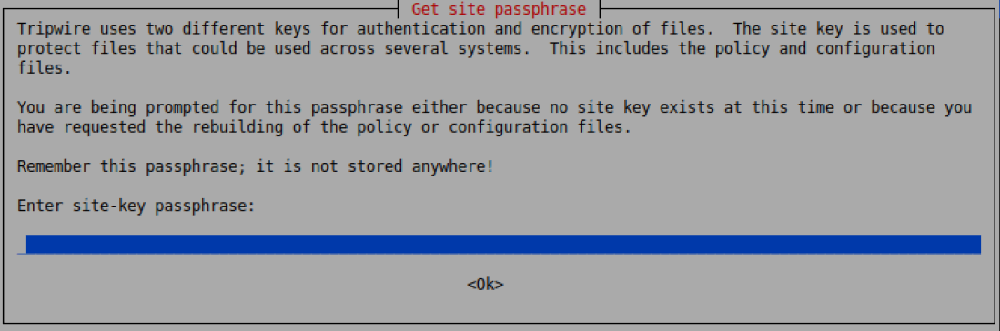 Get site passphrase
Tripwire uses two different keys for authentication and encryption of files.  The site key is used to
protect files that could be used across several systems.  This includes the policy and configuration
files.
You are being prompted for this passphrase either because no site key exists at this time or because you
have requested the rebuilding of the policy or configuration files.
Remember this passphrase; it is not stored anywhere!
Enter site-key passphrase:
<Ok>